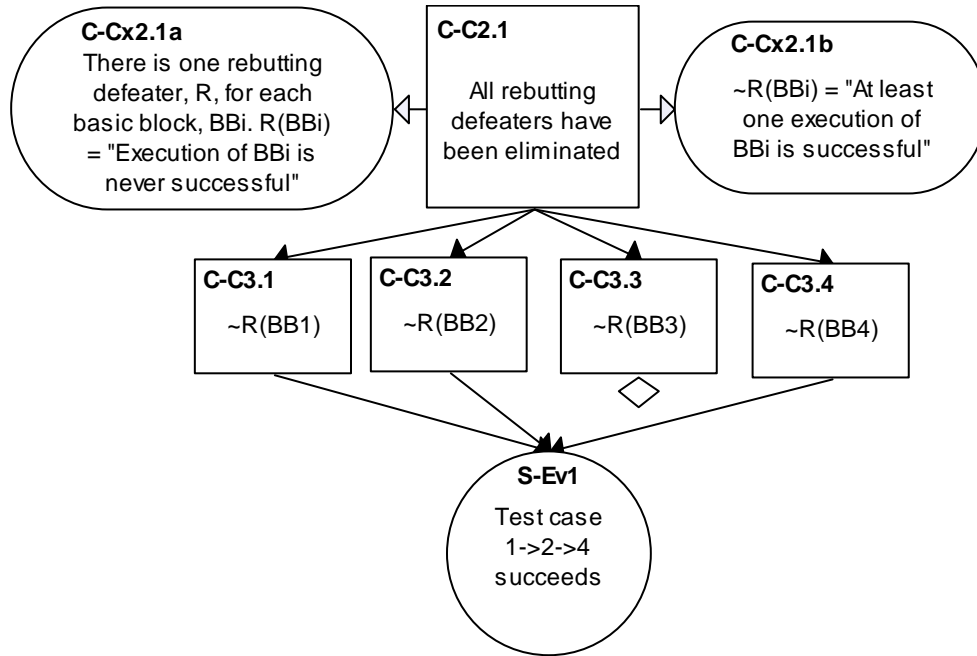 C-Cx2.1a
There is one rebutting
defeater, R, for each
basic block, BBi. R(BBi)
= "Execution of BBi is
never successful"
C-C2.1
All rebutting
defeaters have
been eliminated
C-Cx2.1b
~R(BBi) = "At least
one execution of
BBi is successful"
C-C3.1
~R(BB1)
C-C3.2
~R(BB2)
C-C3.3
~R(BB3)
C-C3.4
~R(BB4)
S-Ev1
Test case
1->2->4
succeeds